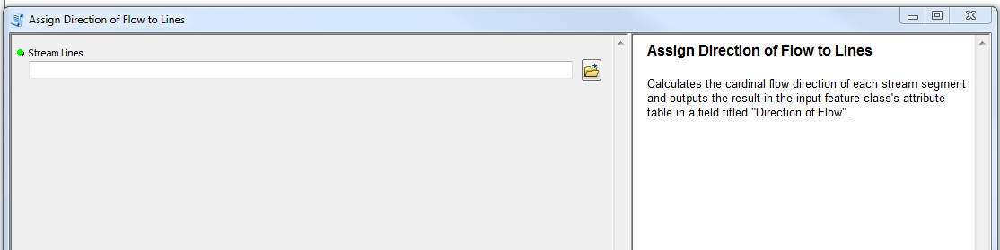 Assign Direction of Flow to Lines
Stream Lines
Assign Direction of Flow to Lines
Calculates the cardinal flow direction of each stream segment
and outputs the result in the input feature class's attribute
table in a field titled "Direction of Flow".